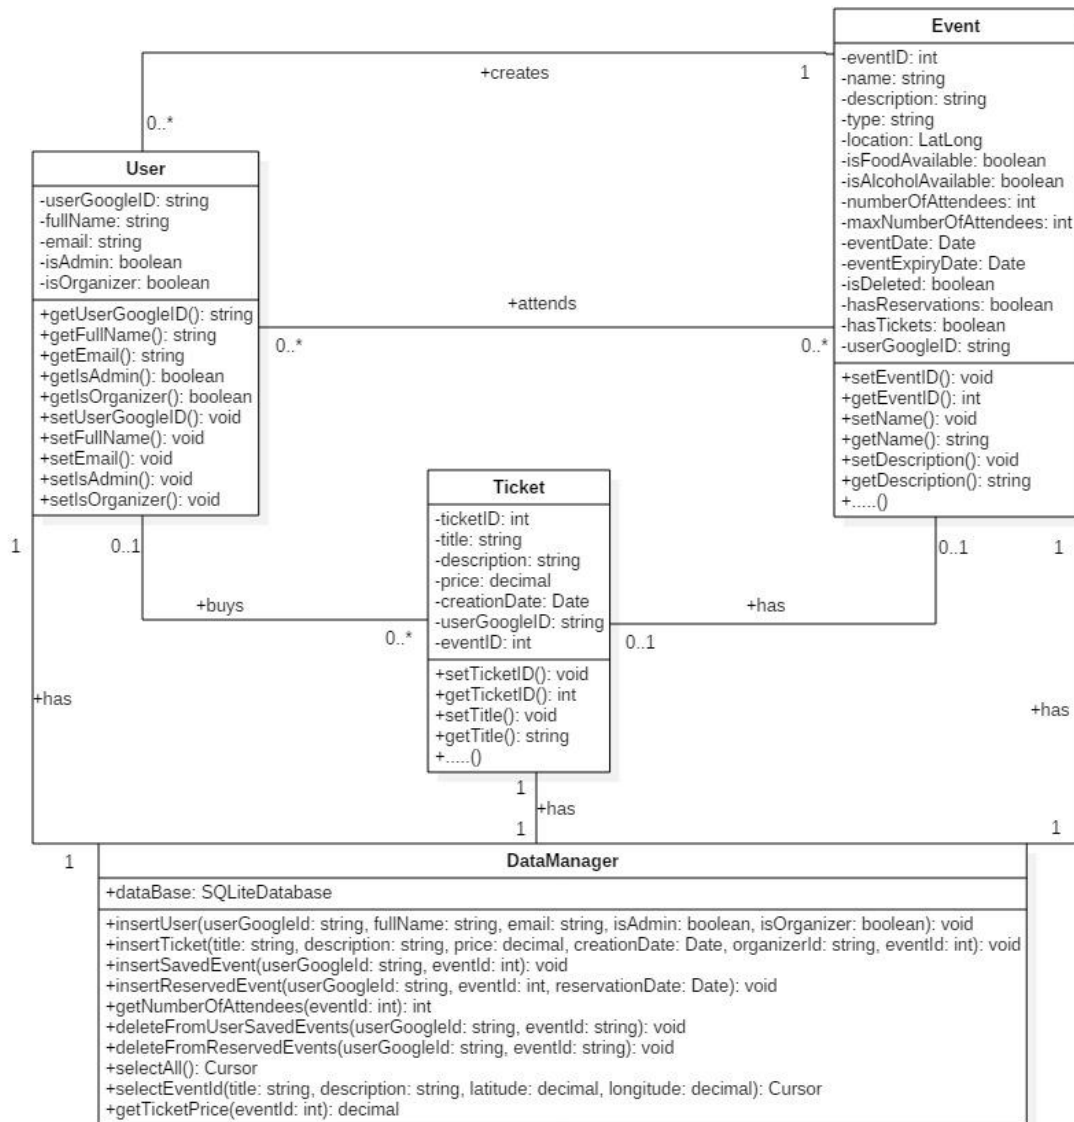 Event
-eventID: int
-name: string
-description: string
-type: string
-location: LatLong
-isFoodAvailable: boolean
-isAlcoholAvailable: boolean
-numberOfAttendees: int
-maxNumberOfAttendees: int
-eventDate: Date
-eventExpiryDate: Date
-isDeleted: boolean
-hasReservations: boolean
-hasTickets: boolean
-userGoogleID: string
+setEventID(): void
+getEventID(): int
+setName(): void
+getName(): string
+setDescription(): void
+getDescription(): string
+.....()
+creates
1
0..*
User
-userGoogleID: string
-fullName: string
-email: string
-isAdmin: boolean
-isOrganizer: boolean
+getUserGoogleID(): string
+getFullName(): string
+getEmail(): string
+getIsAdmin(): boolean
+getIsOrganizer(): boolean
+setUserGoogleID(): void
+setFullName(): void
+setEmail(): void
+setIsAdmin(): void
+setIsOrganizer(): void
+attends
0..*
0..*
Ticket
-ticketID: int
-title: string
-description: string
-price: decimal
-creationDate: Date
-userGoogleID: string
-eventID: int
+setTicketID(): void
+getTicketID(): int
+setTitle(): void
+getTitle(): string
+.....()
1
0..1
0..1
1
+buys
+has
0..*
0..1
+has
+has
1
+has
1
1
1
DataManager
+dataBase: SQLiteDatabase
+insertUser(userGoogleId: string, fullName: string, email: string, isAdmin: boolean, isOrganizer: boolean): void
+insertTicket(title: string, description: string, price: decimal, creationDate: Date, organizerId: string, eventId: int): void
+insertSavedEvent(userGoogleId: string, eventId: int): void
+insertReservedEvent(userGoogleId: string, eventId: int, reservationDate: Date): void
+getNumberOfAttendees(eventId: int): int
+deleteFromUserSavedEvents(userGoogleId: string, eventId: string): void
+deleteFromReservedEvents(userGoogleId: string, eventId: string): void
+selectAll(): Cursor
+selectEventId(title: string, description: string, latitude: decimal, longitude: decimal): Cursor
+getTicketPrice(eventId: int): decimal